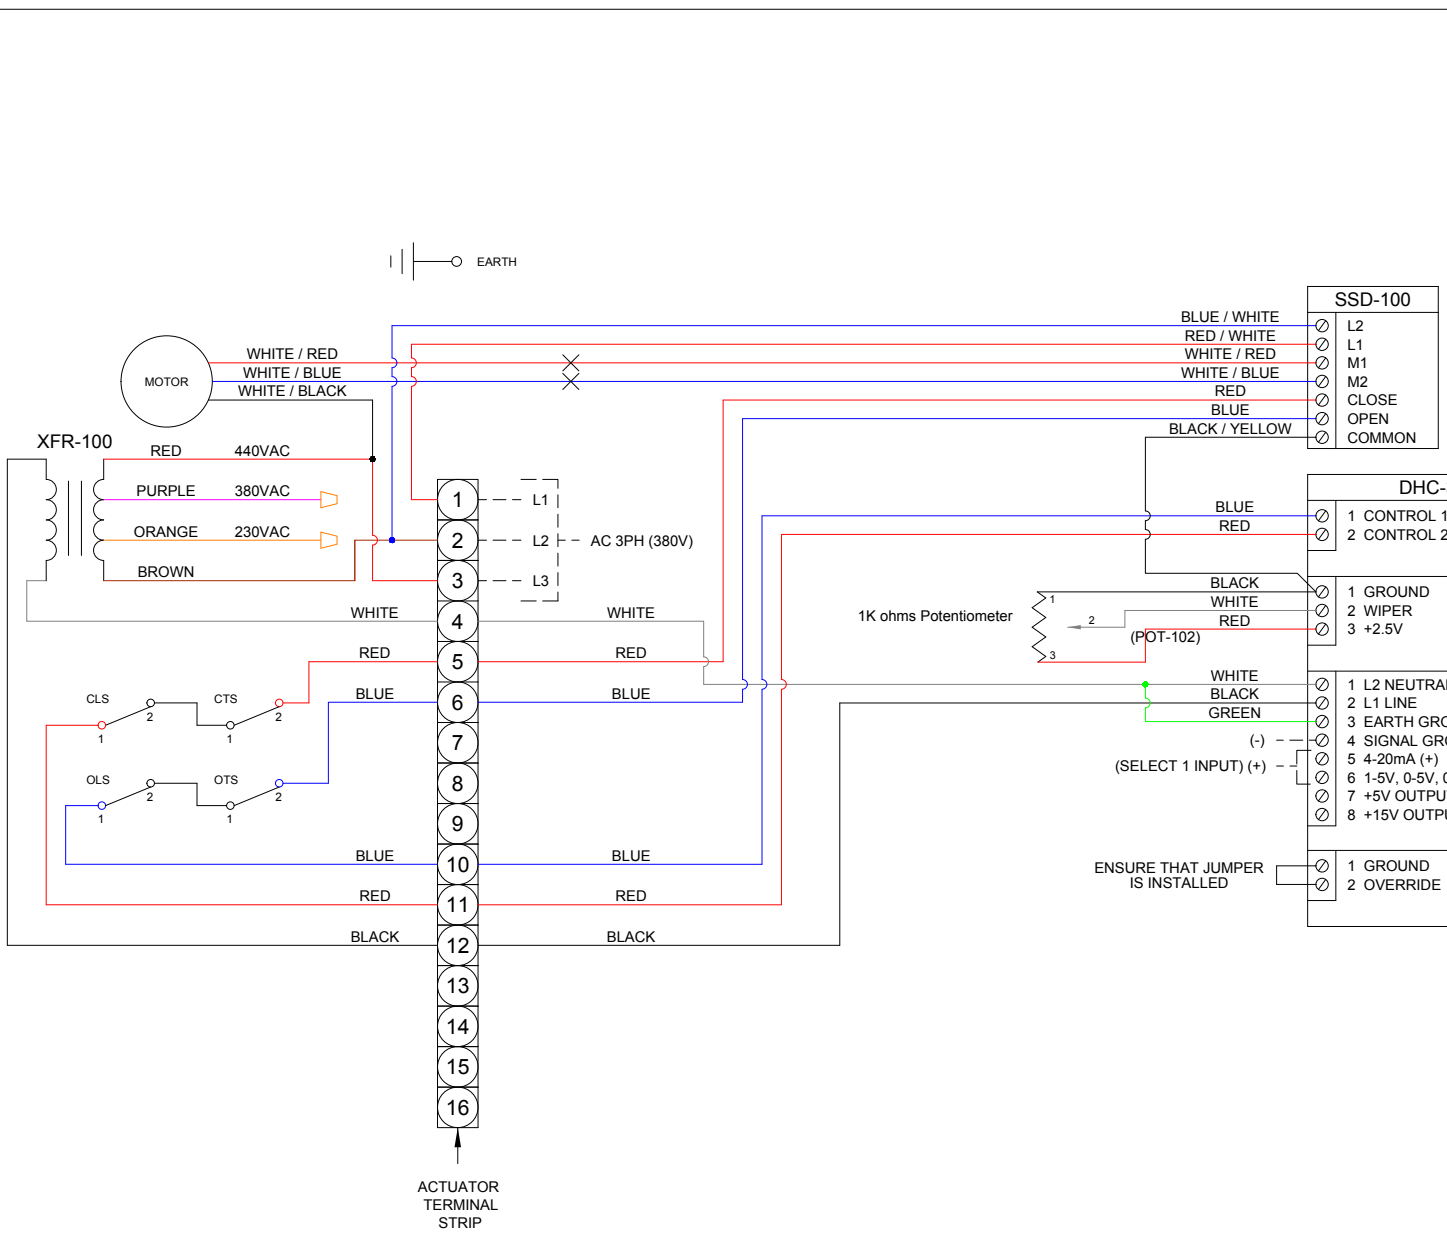 EARTH
SSD-100
BLUE / WHITE
L2
RED / WHITE
L1
WHITE / RED
WHITE / RED
M1
MOTOR
WHITE / BLUE
WHITE / BLUE
M2
WHITE / BLACK
RED
CLOSE
BLUE
OPEN
BLACK / YELLOW
COMMON
XFR-100
RED 440VAC
PURPLE 380VAC
ORANGE 230VAC
BROWN
1
L1
2
L2
AC 3PH (380V)
3
L3
DHC-
BLUE
1 CONTROL 1
RED
2 CONTROL 2
BLACK
1 GROUND
WHITE
2 WIPER
RED
3 +2.5V
1K ohms Potentiometer
1
2
3
(POT-102)
WHITE
4
WHITE
RED
5
RED
BLUE
6
BLUE
CLS
1
2
CTS
1
2
OLS
1
2
OTS
1
2
7
8
9
WHITE
1 L2 NEUTRA
BLACK
2 L1 LINE
GREEN
3 EARTH GRO
(-)
4 SIGNAL GRO
5 4-20mA (+)
(SELECT 1 INPUT) (+)
6 1-5V, 0-5V, 0
7 +5V OUTPU
8 +15V OUTPU
BLUE
10
BLUE
RED
11
RED
BLACK
12
BLACK
ENSURE THAT JUMPER
IS INSTALLED
1 GROUND
2 OVERRIDE
13
14
15
16
ACTUATOR
TERMINAL
STRIP